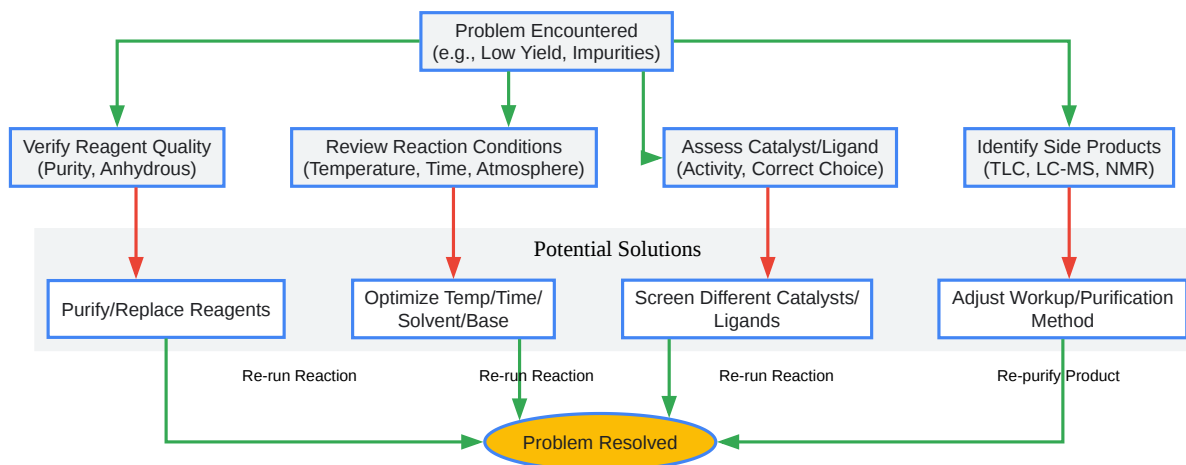 Problem Encountered
(e.g., Low Yield, Impurities)
Verify Reagent Quality
(Purity, Anhydrous)
Review Reaction Conditions
(Temperature, Time, Atmosphere)
Assess Catalyst/Ligand
(Activity, Correct Choice)
Identify Side Products
(TLC, LC-MS, NMR)
Potential Solutions
Purify/Replace Reagents
Optimize Temp/Time/
Solvent/Base
Screen Different Catalysts/
Ligands
Adjust Workup/Purification
Method
Re-run Reaction
Re-run Reaction
Re-run Reaction
Re-purify Product
Problem Resolved